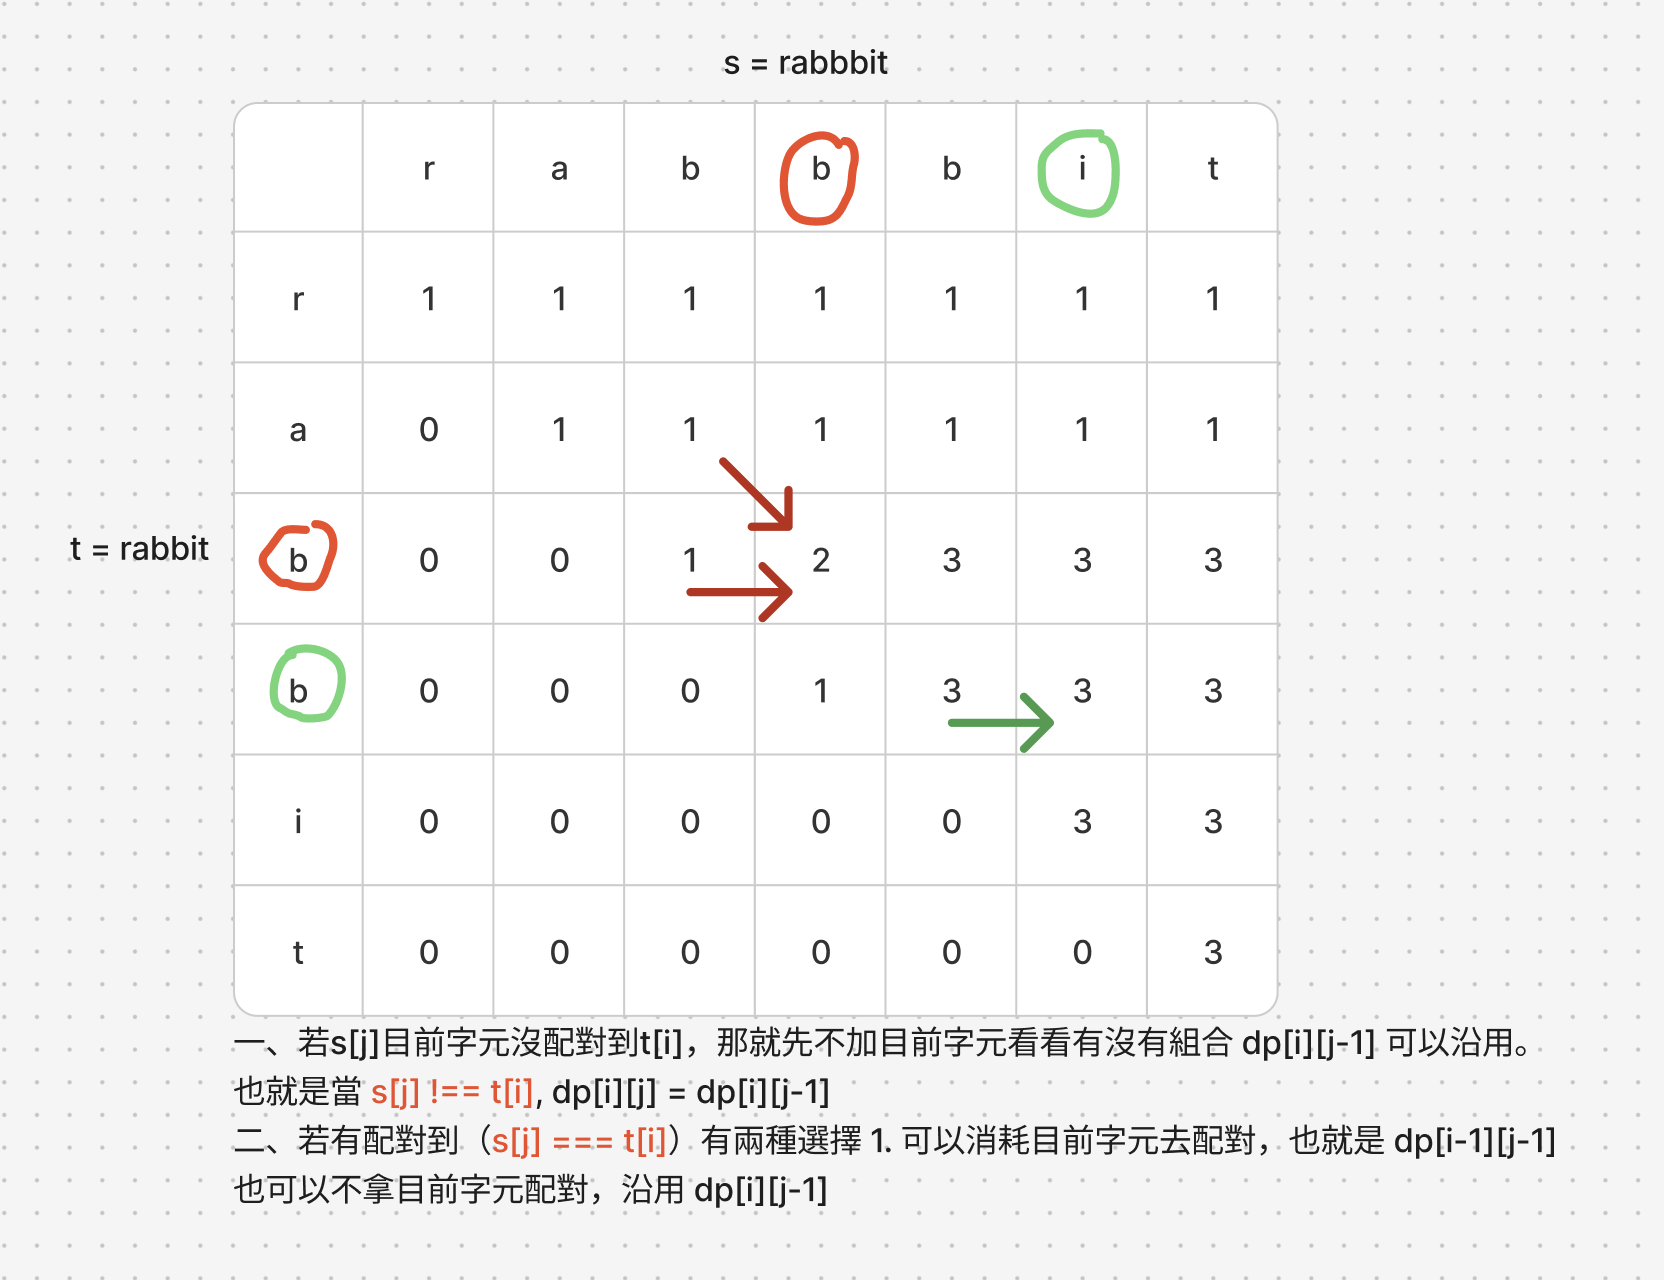 s = rabbbit
r a b b b i t
r 1 1 1 1 1 1 1
a 0 1 1 1 1 1 1
t = rabbit
b 0 0 1 2 3 3 3
b 0 0 0 1 3 3 3
i 0 0 0 0 0 3 3
t 0 0 0 0 0 0 3
一、若s[j]目前字元沒配對到t[i]，那就先不加目前字元看看有沒有組合 dp[i][j-1] 可以沿用。
也就是當 s[j] !== t[i], dp[i][j] = dp[i][j-1]
二、若有配對到（s[j] === t[i]）有兩種選擇 1. 可以消耗目前字元去配對，也就是 dp[i-1][j-1]
也可以不拿目前字元配對，沿用 dp[i][j-1]